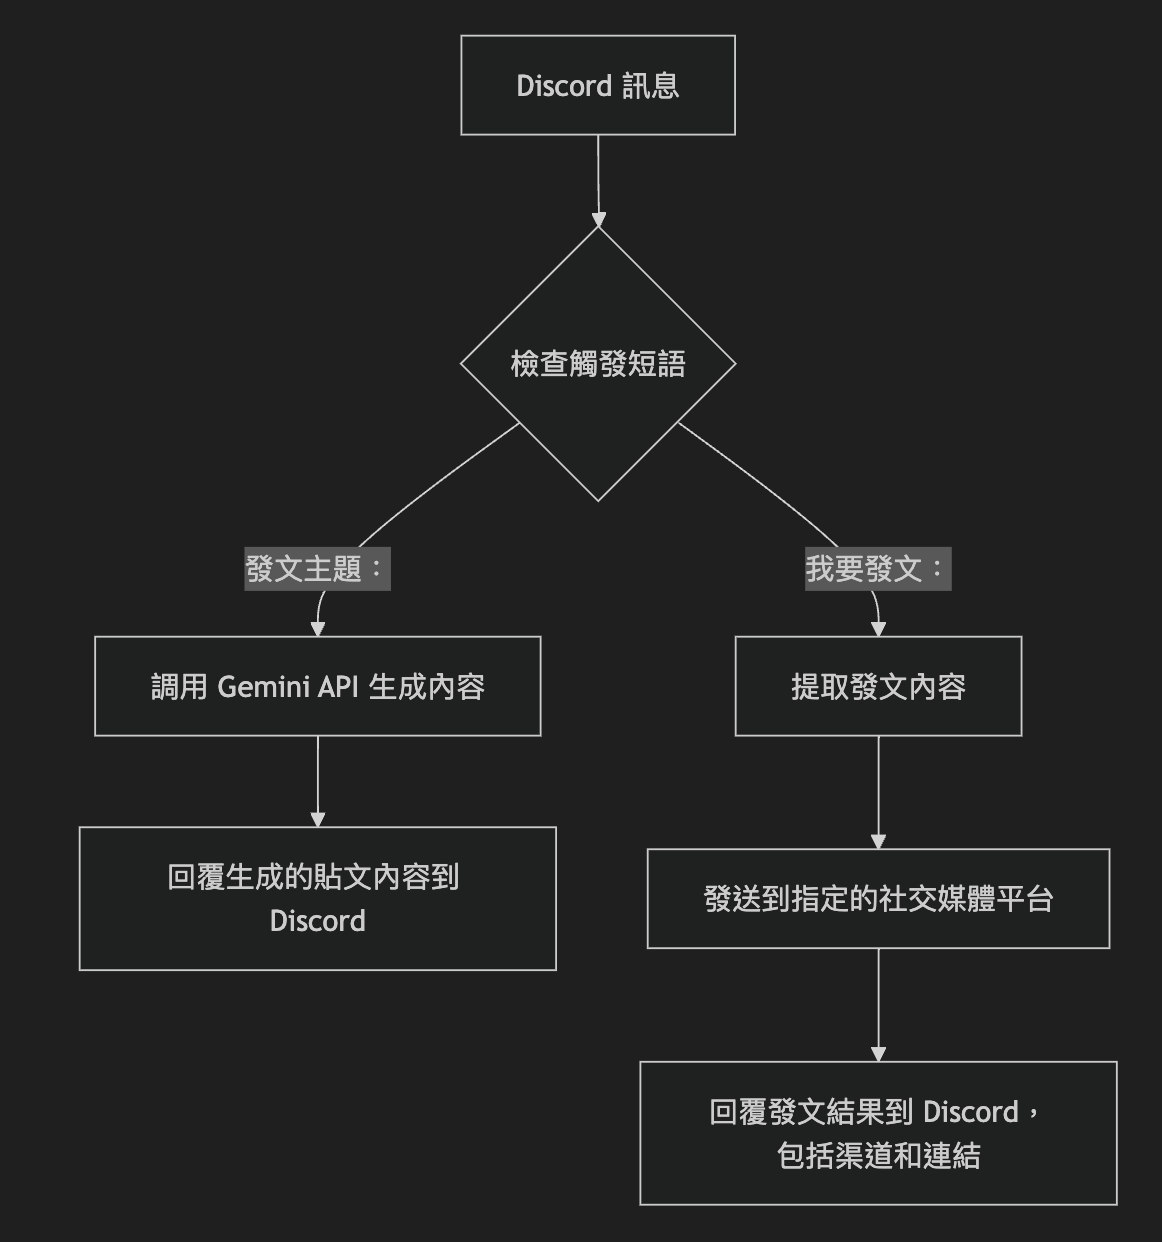 Discord 訊息
檢查觸發短語
發文主題：
我要發文：
調用 Gemini API 生成內容
提取發文內容
回覆生成的貼文內容到
Discord
發送到指定的社交媒體平台
回覆發文結果到 Discord，
包括渠道和連結